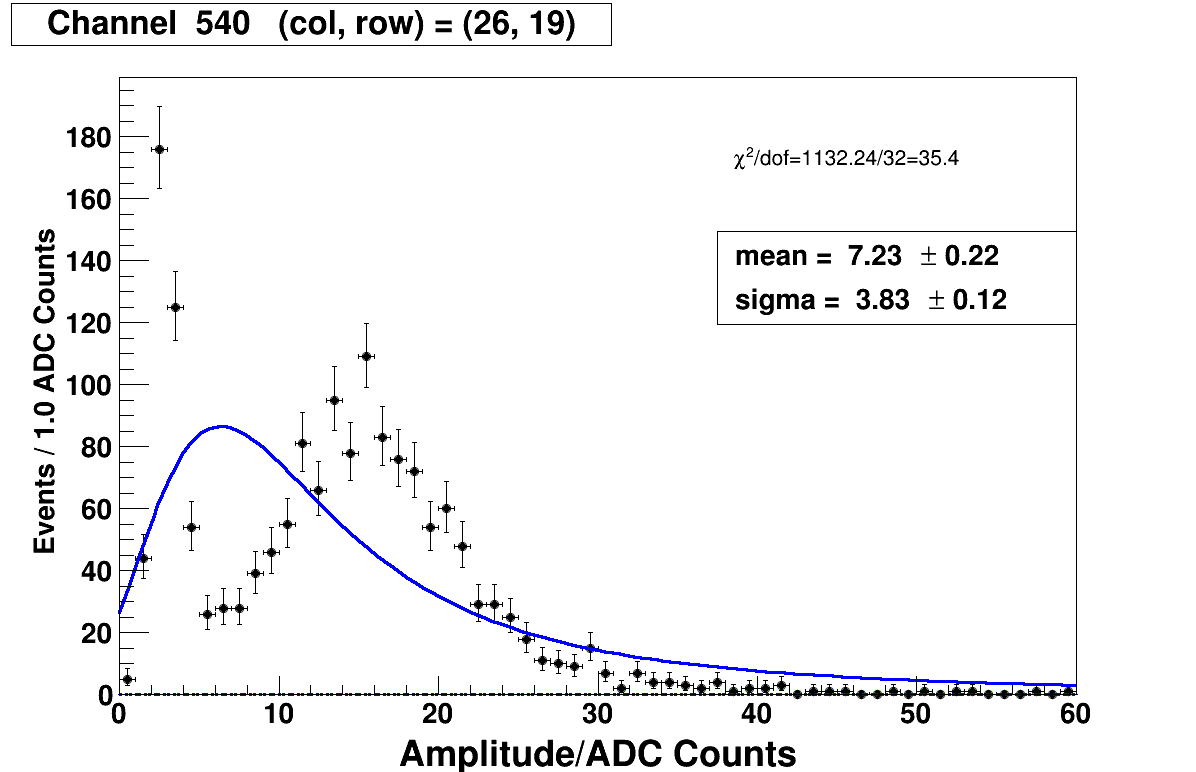 Channel 540 (col, row) = (26, 19)
χ²/dof=1132.24/32=35.4
mean = 7.23 ± 0.22
sigma = 3.83 ± 0.12
Events / 1.0 ADC Counts
180
160
140
120
100
80
60
40
20
0
0 10 20 30 40 50 60
Amplitude/ADC Counts